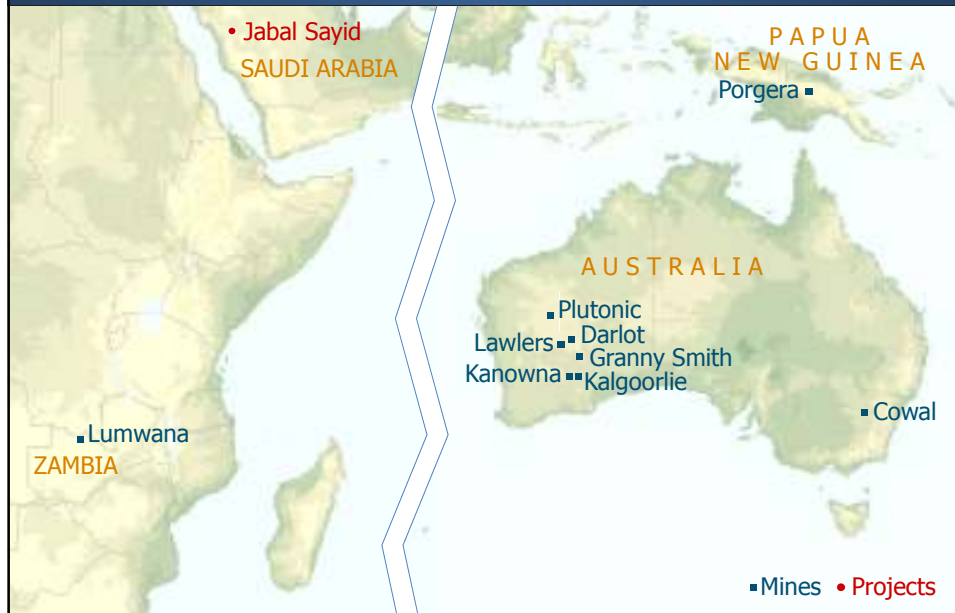 • Jabal Sayid
SAUDI ARABIA
PAPUA
NEW GUINEA
Porgera ▪
AUSTRALIA
▪ Plutonic
▪ Darlot
Lawlers ▪
▪ Granny Smith
Kanowna ▪
▪ Kalgoorlie
▪ Cowal
▪ Lumwana
ZAMBIA
▪ Mines • Projects